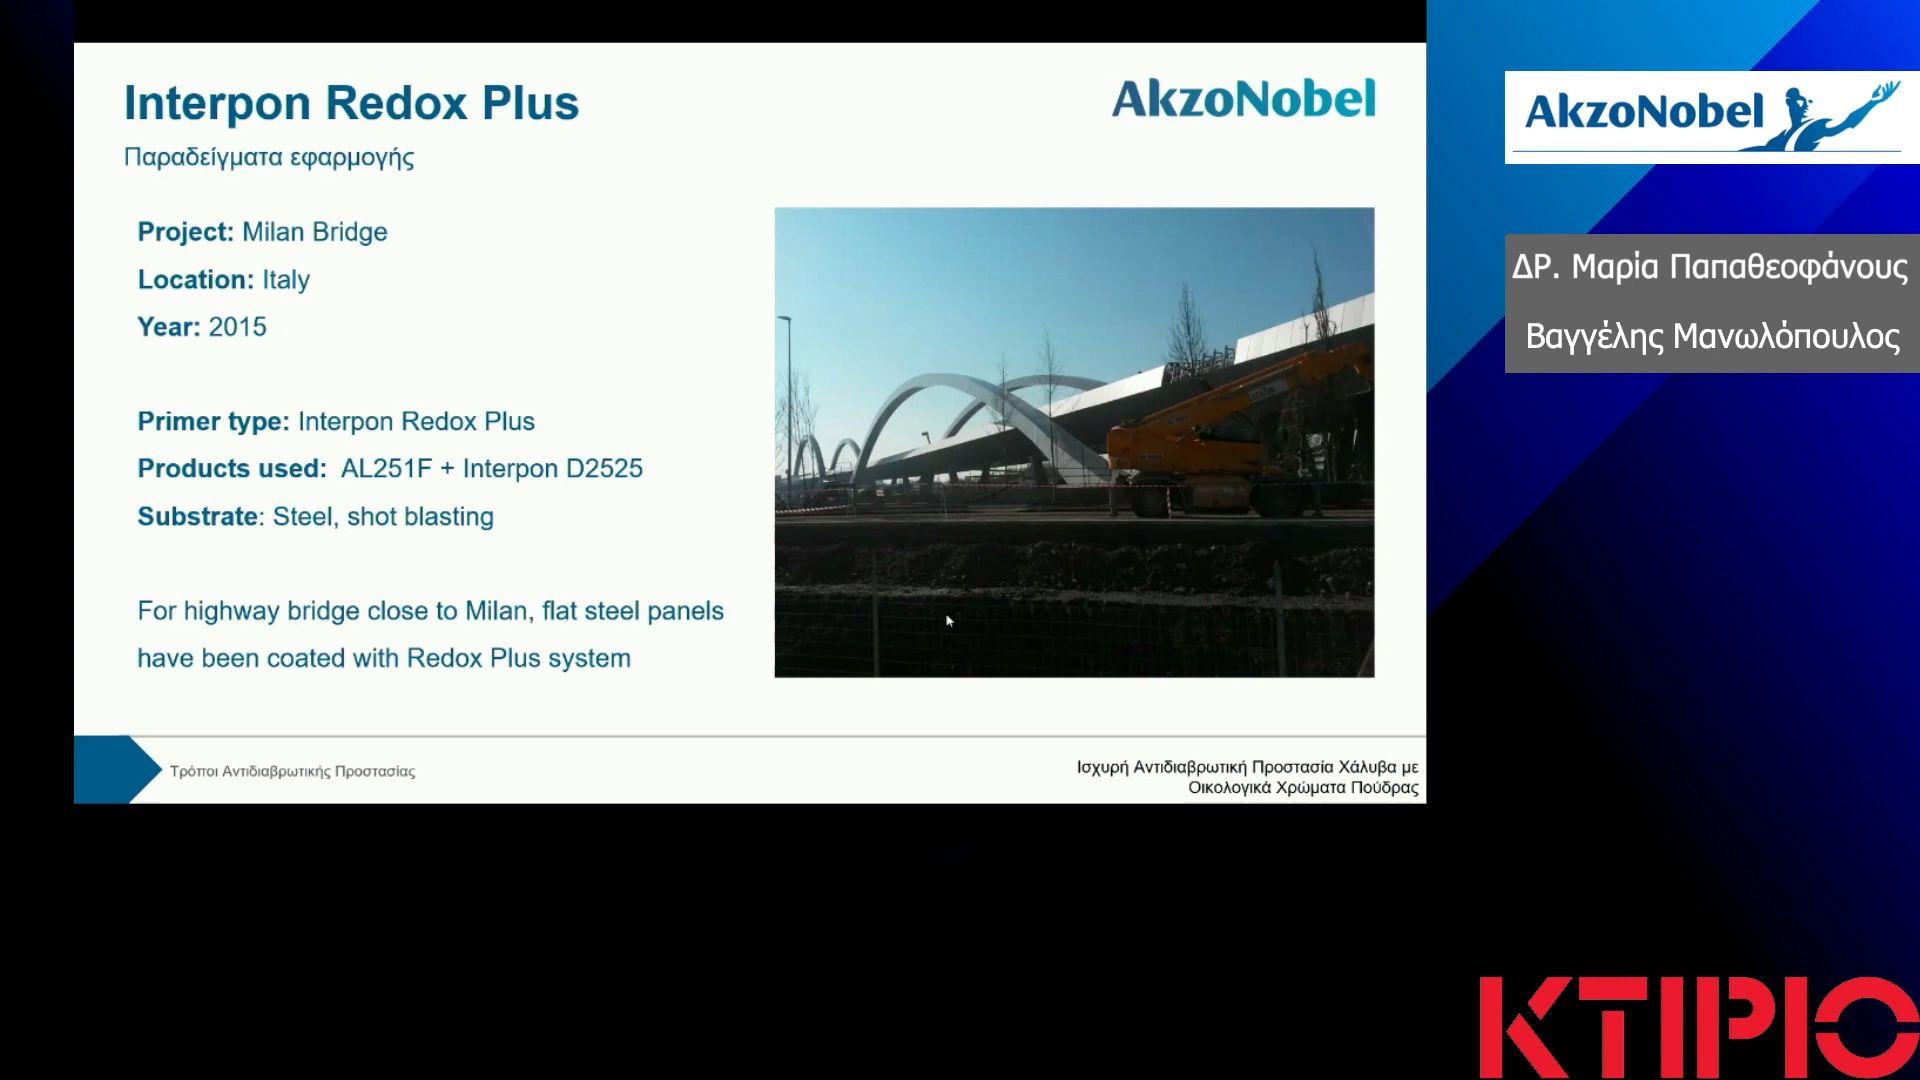 Interpon Redox Plus
AkzoNobel
Παραδείγματα εφαρμογής
Project: Milan Bridge
Location: Italy
Year: 2015
Primer type: Interpon Redox Plus
Products used: AL251F + Interpon D2525
Substrate: Steel, shot blasting
For highway bridge close to Milan, flat steel panels
have been coated with Redox Plus system
Τρόποι Αντιδιαβρωτικής Προστασίας
Ισχυρή Αντιδιαβρωτική Προστασία Χάλυβα με
Οικολογικά Χρώματα Πούδρας
AkzoNobel
ΔΡ. Μαρία Παπαθεοφάνους
Βαγγέλης Μανωλόπουλος
ΚΤΙΡΙΟ